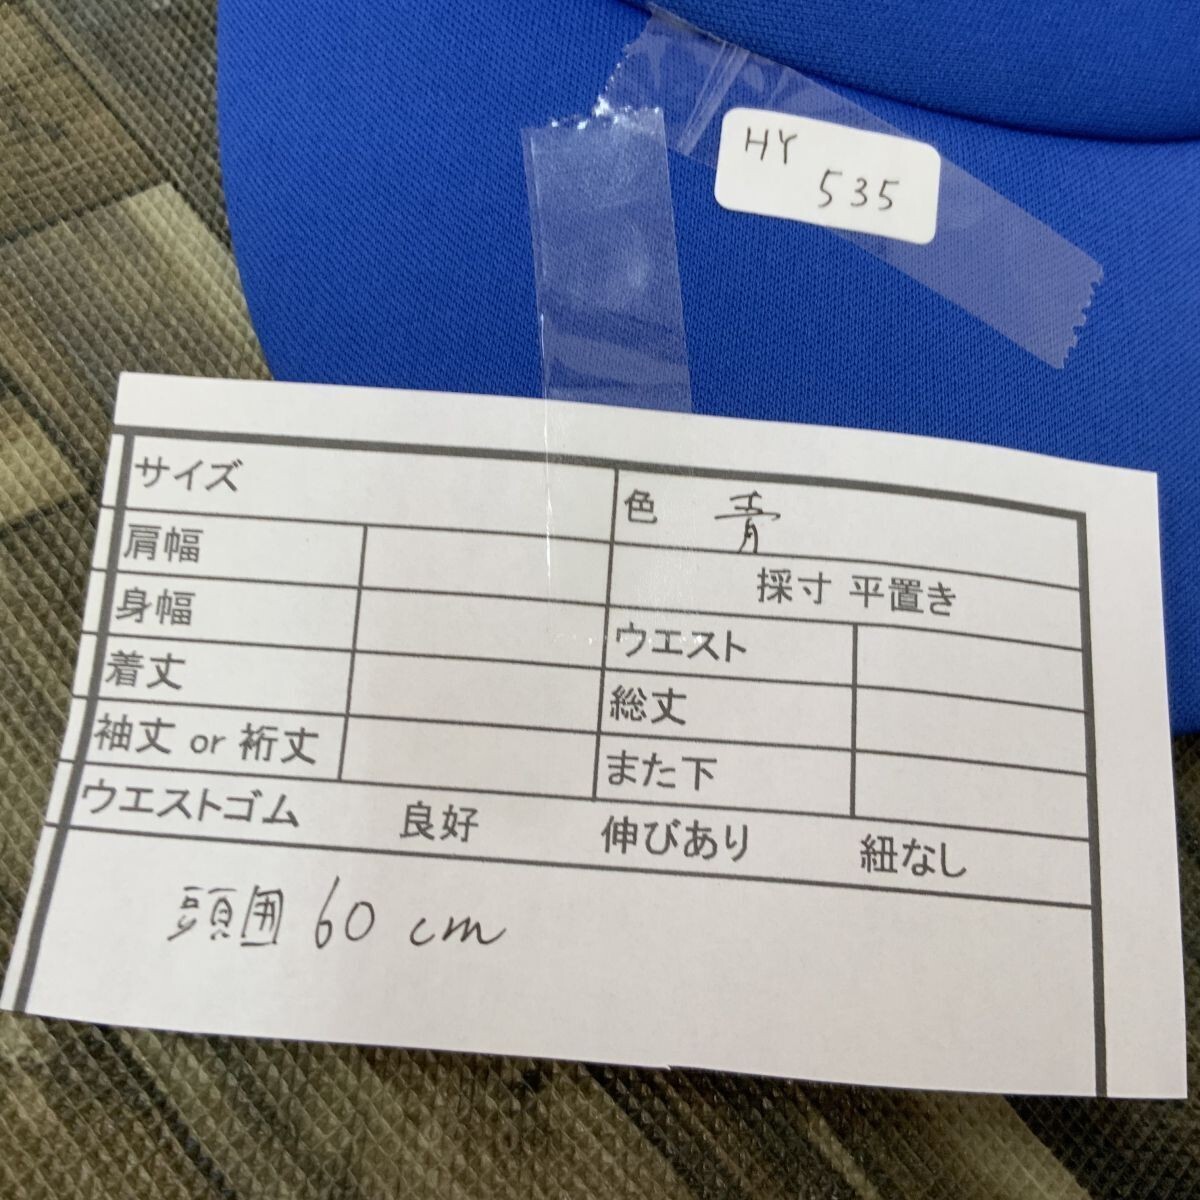 HY
535
サイズ
色 青
肩幅
採寸 平置き
身幅
ウエスト
着丈
総丈
袖丈 or 裄丈
また下
ウエストゴム 良好 伸びあり 紐なし
頭囲 60 cm